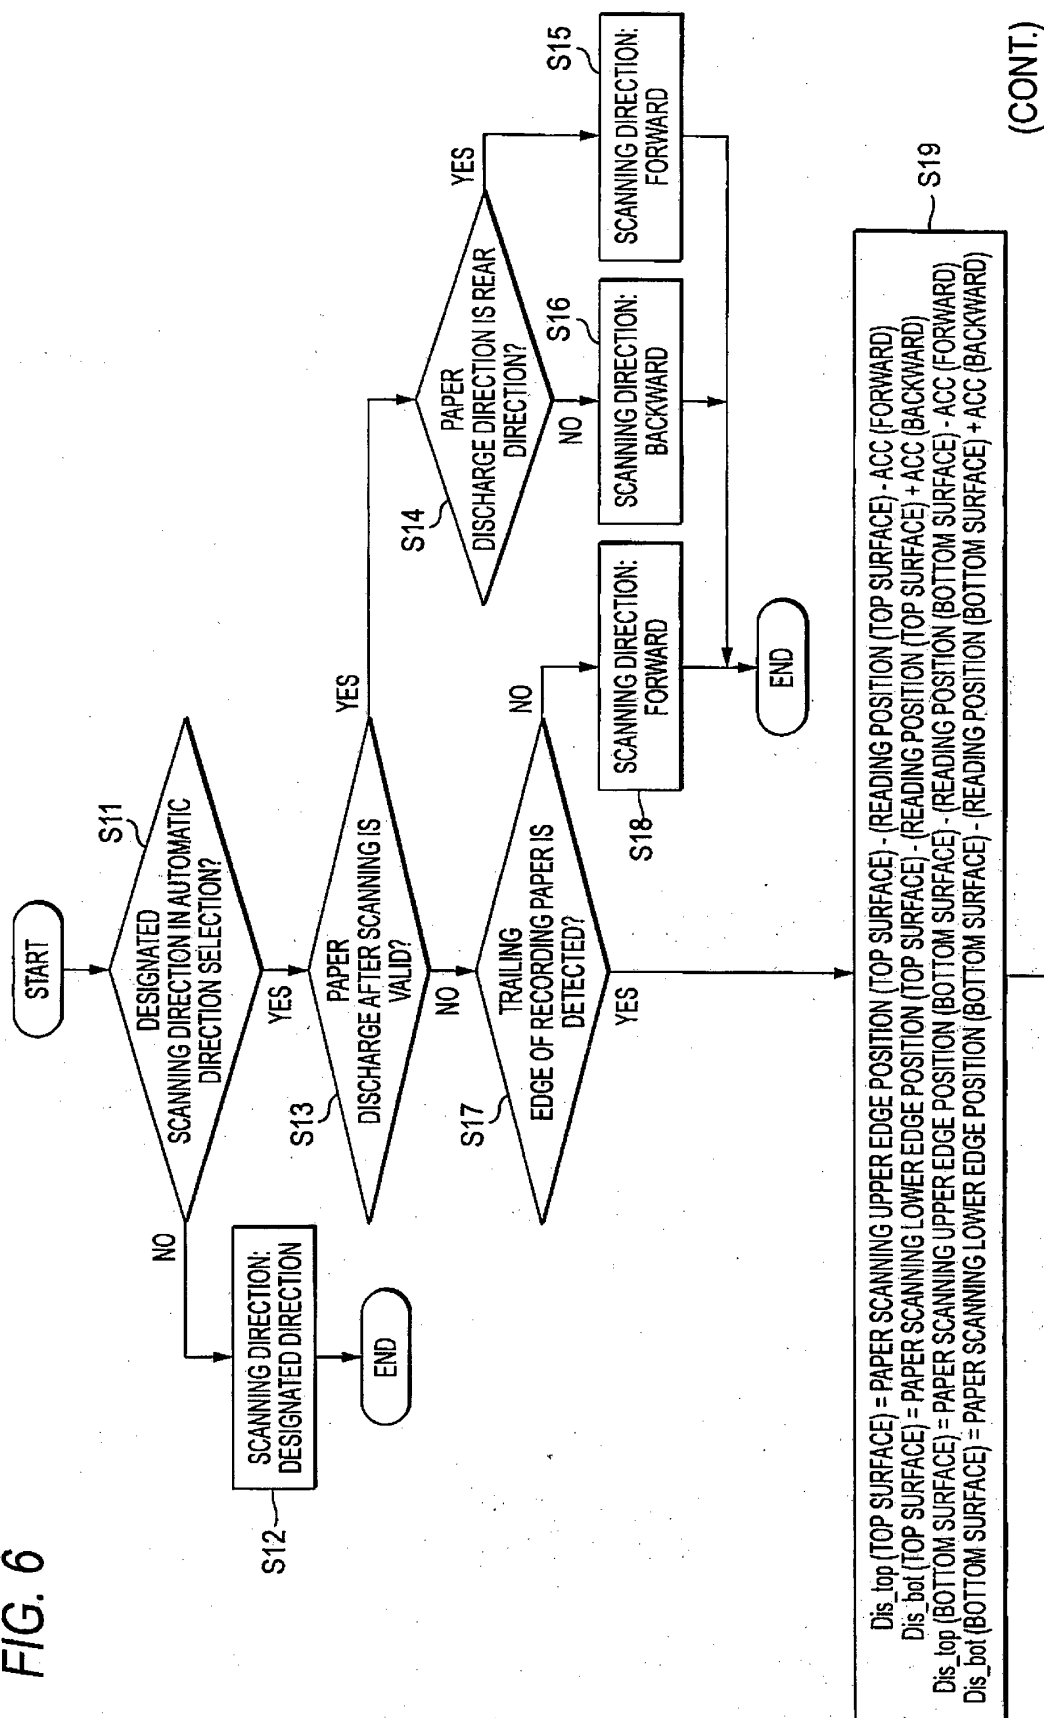 FIG. 6
START
S11
DESIGNATED
SCANNING DIRECTION IN AUTOMATIC
DIRECTION SELECTION?
NO
YES
SCANNING DIRECTION:
DESIGNATED DIRECTION
S12
END
S13
PAPER
DISCHARGE AFTER SCANNING IS
VALID?
YES
NO
S14
PAPER
DISCHARGE DIRECTION IS REAR
DIRECTION?
YES
NO
S15
SCANNING DIRECTION:
FORWARD
S16
SCANNING DIRECTION:
BACKWARD
S17
TRAILING
EDGE OF RECORDING PAPER IS
DETECTED?
NO
YES
S18
SCANNING DIRECTION:
FORWARD
END
S19
Dis_top (TOP SURFACE) = PAPER SCANNING UPPER EDGE POSITION (TOP SURFACE) - (READING POSITION (TOP SURFACE) - ACC (FORWARD)
Dis_bot (TOP SURFACE) = PAPER SCANNING LOWER EDGE POSITION (TOP SURFACE) - (READING POSITION (TOP SURFACE) + ACC (BACKWARD)
Dis_top (BOTTOM SURFACE) = PAPER SCANNING UPPER EDGE POSITION (BOTTOM SURFACE) - (READING POSITION (BOTTOM SURFACE) - ACC (FORWARD)
Dis_bot (BOTTOM SURFACE) = PAPER SCANNING LOWER EDGE POSITION (BOTTOM SURFACE) - (READING POSITION (BOTTOM SURFACE) + ACC (BACKWARD)
(CONT.)